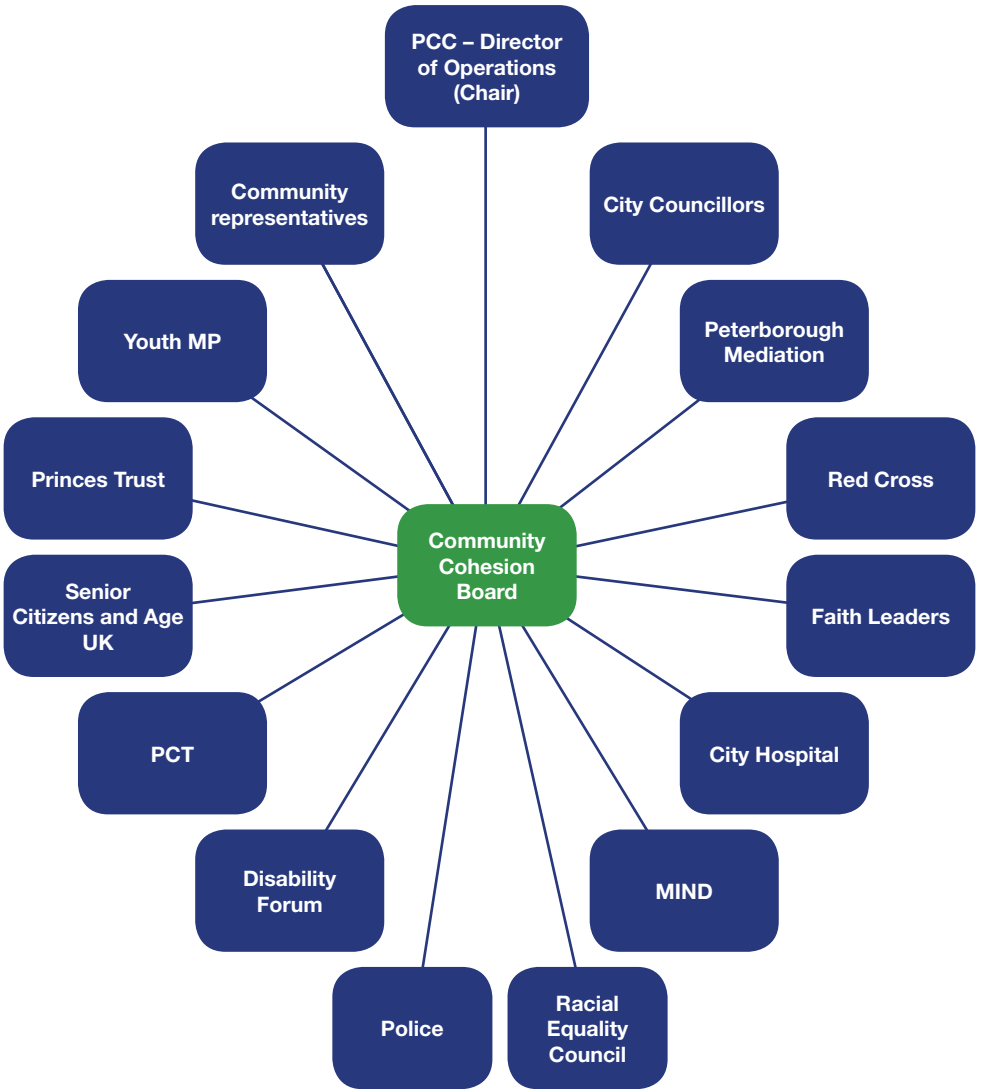 PCC – Director
of Operations
(Chair)
Community
representatives
City Councillors
Youth MP
Peterborough
Mediation
Princes Trust
Red Cross
Community
Cohesion
Board
Senior
Citizens and Age
UK
Faith Leaders
PCT
City Hospital
Disability
Forum
MIND
Police
Racial
Equality
Council